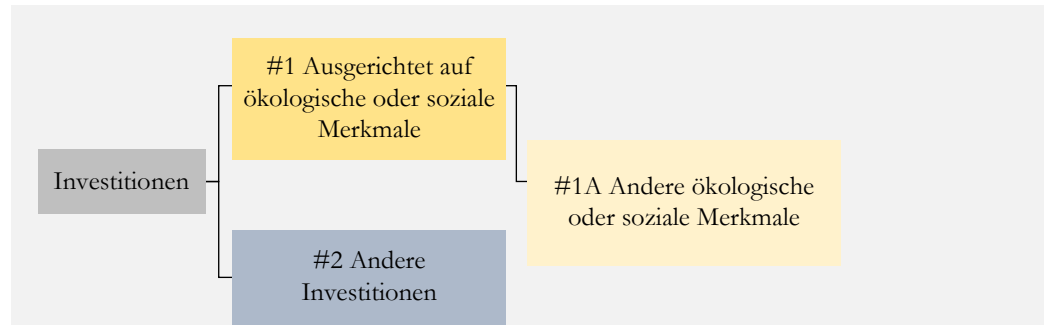 #1 Ausgerichtet auf
ökologische oder soziale
Merkmale
Investitionen
#1A Andere ökologische
oder soziale Merkmale
#2 Andere
Investitionen